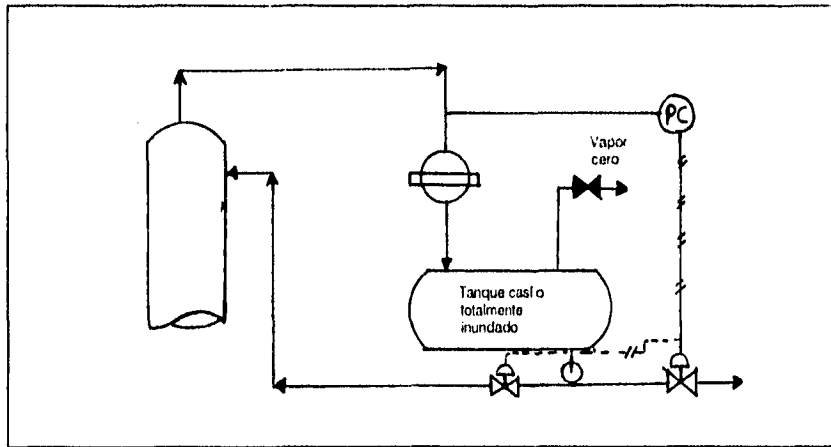 PC
Vapor
cero
Tanque casi o
totalmente
inundado